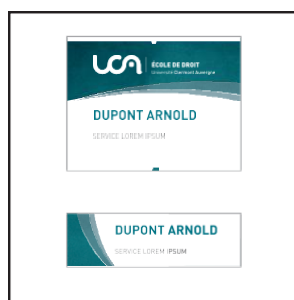 UCA
ÉCOLE DE DROIT
Université Clermont Auvergne
DUPONT ARNOLD
SERVICE LOREM IPSUM
DUPONT ARNOLD
SERVICE LOREM IPSUM